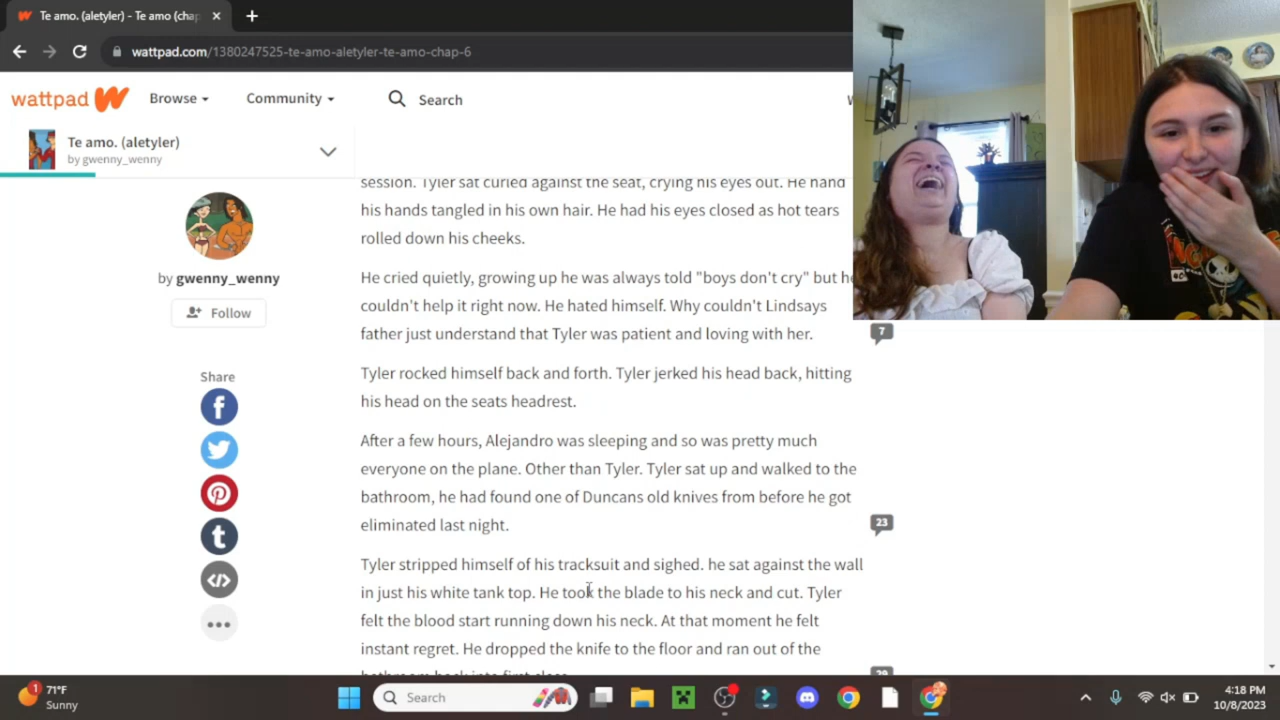 Te amo. (aletyler) - Te amo (chap
wattpad.com/1380247525-te-amo-aletyler-te-amo-chap-6
wattpad
Browse
Community
Search
Te amo. (aletyler)
by gwenny_wenny
by gwenny_wenny
Follow
Share
session. Tyler sat curled against the seat, crying his eyes out. He hand
his hands tangled in his own hair. He had his eyes closed as hot tears
rolled down his cheeks.
He cried quietly, growing up he was always told "boys don't cry" but he
couldn't help it right now. He hated himself. Why couldn't Lindsays
father just understand that Tyler was patient and loving with her.
7
Tyler rocked himself back and forth. Tyler jerked his head back, hitting
his head on the seats headrest.
After a few hours, Alejandro was sleeping and so was pretty much
everyone on the plane. Other than Tyler. Tyler sat up and walked to the
bathroom, he had found one of Duncans old knives from before he got
eliminated last night.
23
Tyler stripped himself of his tracksuit and sighed. he sat against the wall
in just his white tank top. He took the blade to his neck and cut. Tyler
felt the blood start running down his neck. At that moment he felt
instant regret. He dropped the knife to the floor and ran out of the
1
71°F
Sunny
Search
4:18 PM
10/8/2023